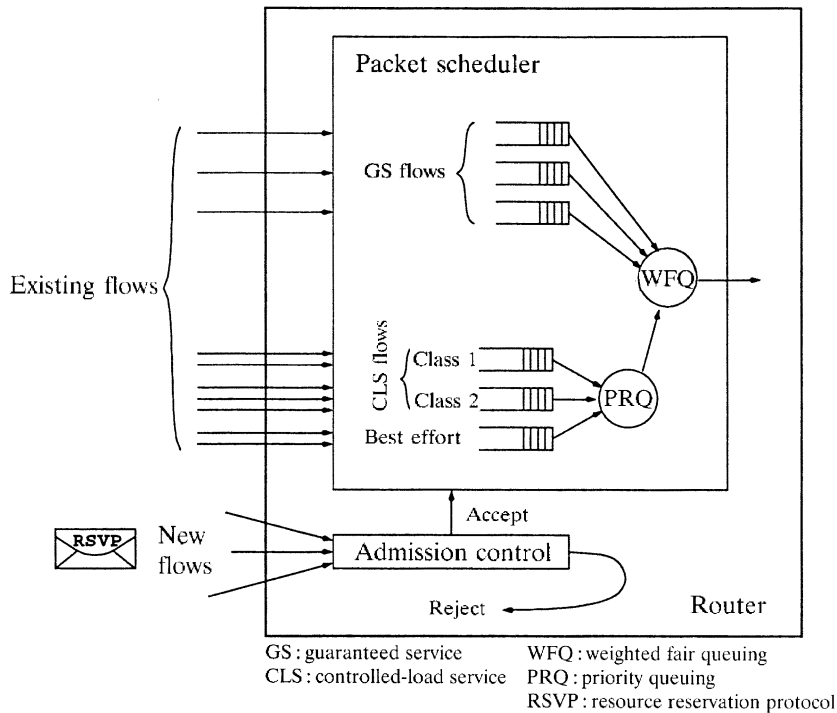 Packet scheduler
GS flows
WFQ
Existing flows
CLS flows
Class 1
Class 2
PRQ
Best effort
Accept
RSVP
New
flows
Admission control
Reject
Router
GS : guaranteed service
CLS : controlled-load service
WFQ : weighted fair queuing
PRQ : priority queuing
RSVP : resource reservation protocol